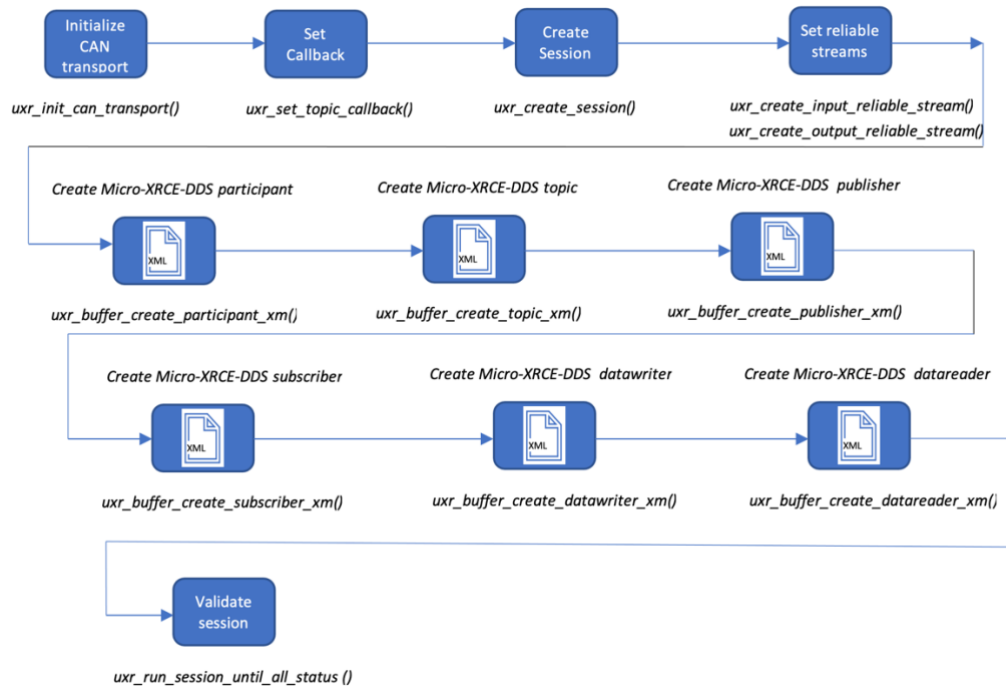 Initialize
CAN
transport
Set
Callback
Create
Session
Set reliable
streams
uxr_init_can_transport()
uxr_set_topic_callback()
uxr_create_session()
uxr_create_input_reliable_stream()
uxr_create_output_reliable_stream()
Create Micro-XRCE-DDS participant
Create Micro-XRCE-DDS topic
Create Micro-XRCE-DDS publisher
XML
XML
XML
uxr_buffer_create_participant_xm()
uxr_buffer_create_topic_xm()
uxr_buffer_create_publisher_xm()
Create Micro-XRCE-DDS subscriber
Create Micro-XRCE-DDS datawriter
Create Micro-XRCE-DDS datareader
XML
XML
XML
uxr_buffer_create_subscriber_xm()
uxr_buffer_create_datawriter_xm()
uxr_buffer_create_datareader_xm()
Validate
session
uxr_run_session_until_all_status ()